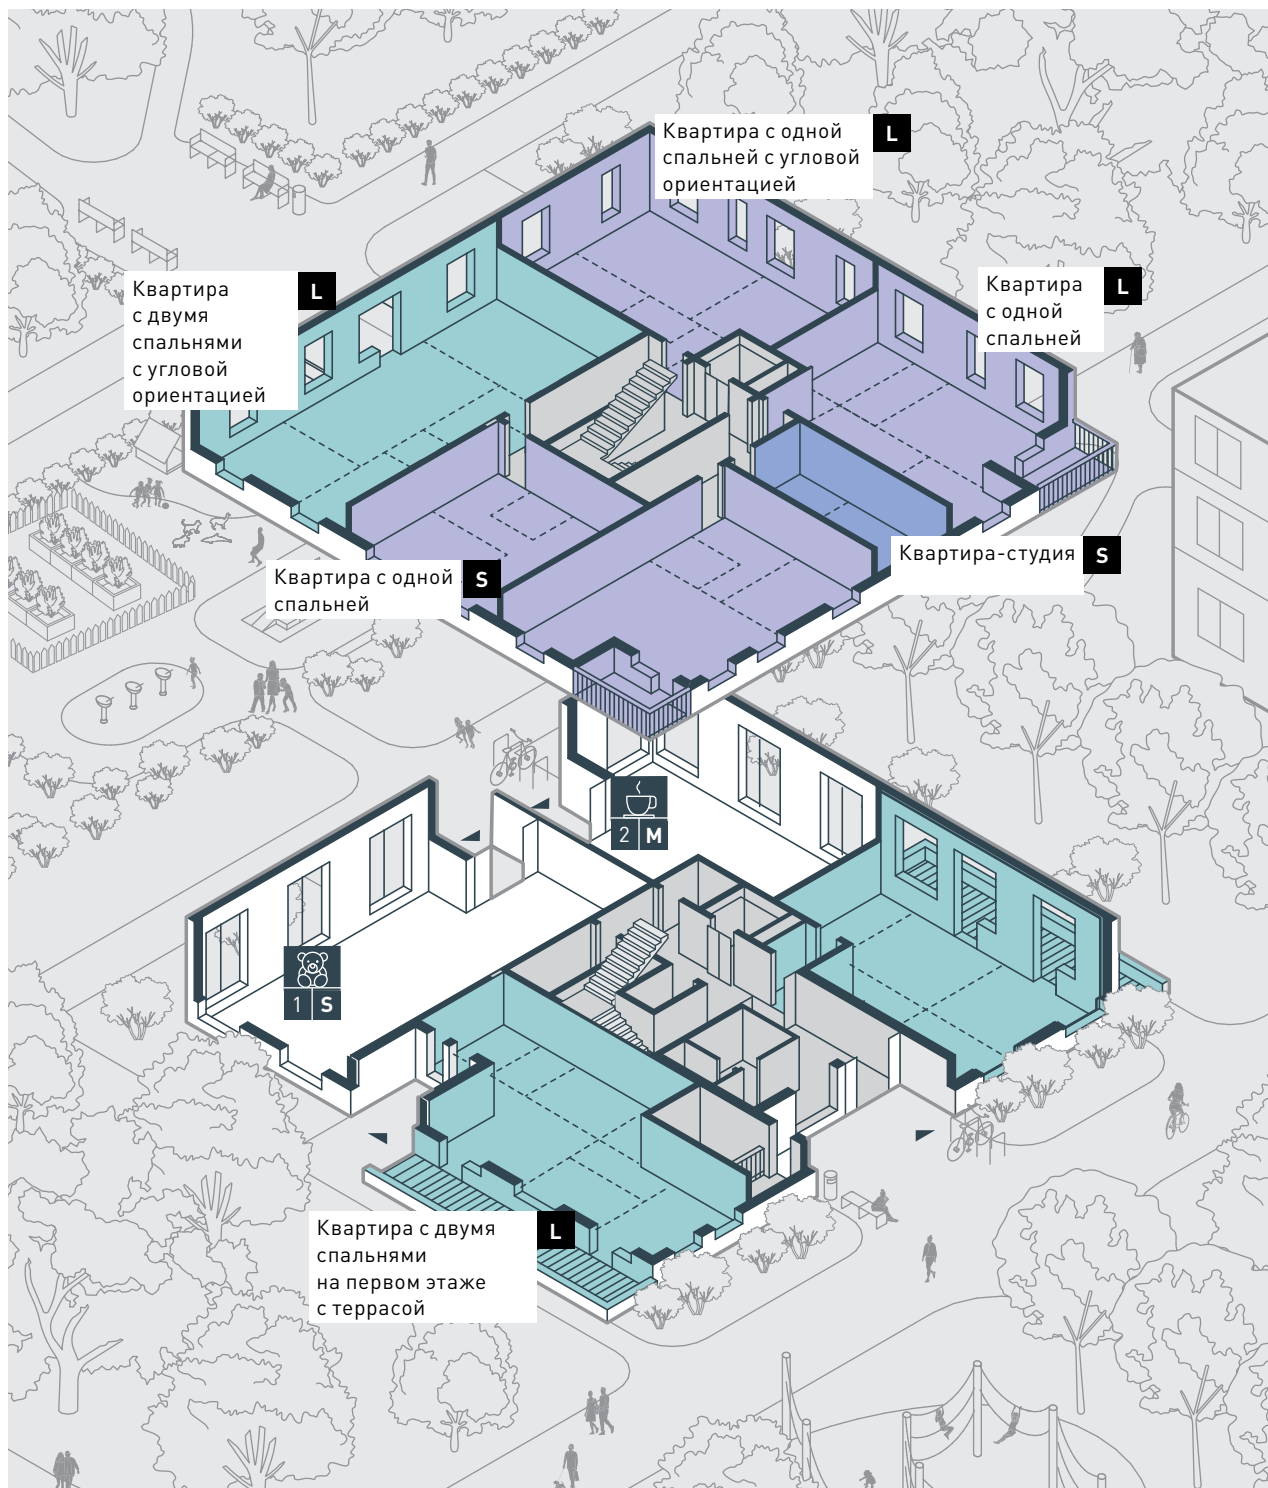 Квартира с одной
спальней с угловой
ориентацией
L
Квартира
с двумя
спальнями
с угловой
ориентацией
L
Квартира
с одной
спальней
L
Квартира-студия
S
Квартира с одной
спальней
S
2 M
1 S
Квартира с двумя
спальнями
на первом этаже
с террасой
L